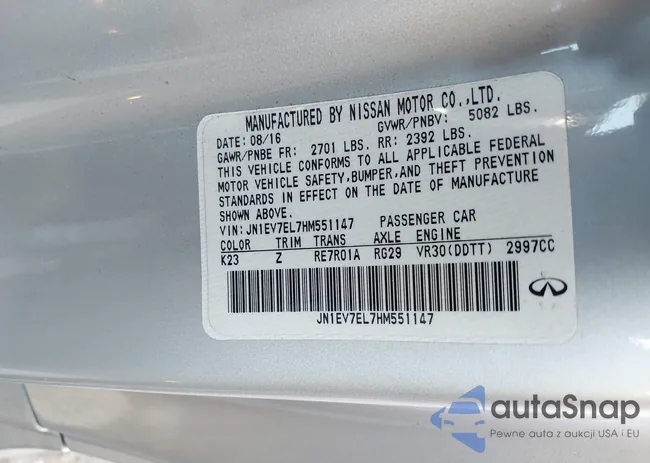 MANUFACTURED BY NISSAN MOTOR CO.,LTD.
DATE: 08/16 GVWR/PNBV: 5082 LBS.
GAWR/PNBE FR: 2701 LBS. RR: 2392 LBS.
THIS VEHICLE CONFORMS TO ALL APPLICABLE FEDERAL
MOTOR VEHICLE SAFETY,BUMPER,AND THEFT PREVENTION
STANDARDS IN EFFECT ON THE DATE OF MANUFACTURE
SHOWN ABOVE.
VIN: JN1EV7EL7HM551147 PASSENGER CAR
COLOR TRIM TRANS AXLE ENGINE
K23 Z RE7R01A RG29 VR30(DDTT) 2997CC
JN1EV7EL7HM551147
autaSnap
Pewne auta z aukcji USA i EU